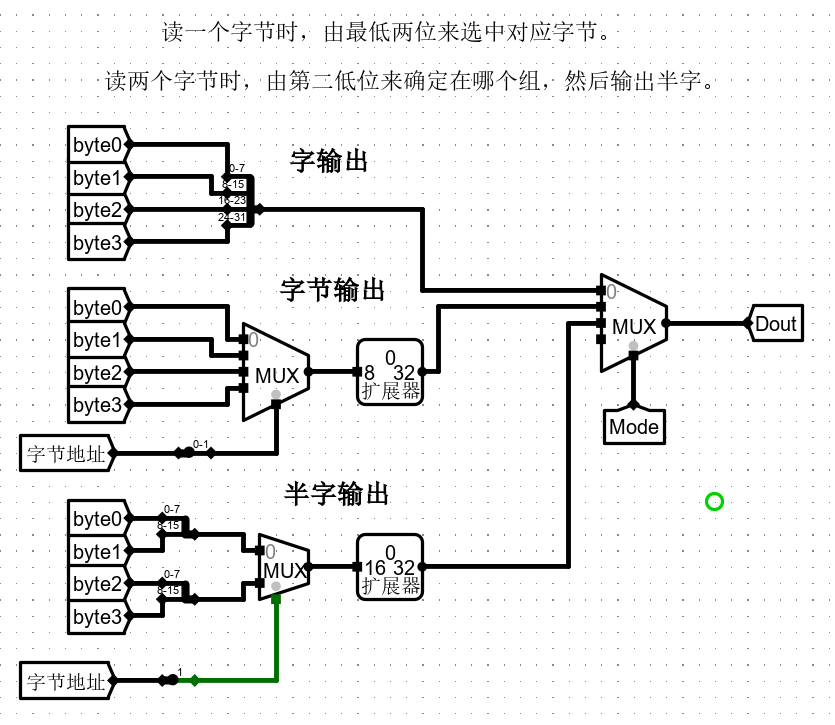 读一个字节时，由最低两位来选中对应字节。
读两个字节时，由第二低位来确定在哪个组，然后输出半字。
字输出
byte0
byte1
byte2
byte3
0-7
8-15
16-23
24-31
字节输出
byte0
byte1
byte2
byte3
0
MUX
0
8 32
扩展器
字节地址
0-1
0
MUX
Dout
Mode
半字输出
byte0
byte1
byte2
byte3
0-7
8-15
0-7
8-15
0
MUX
0
16 32
扩展器
字节地址
1